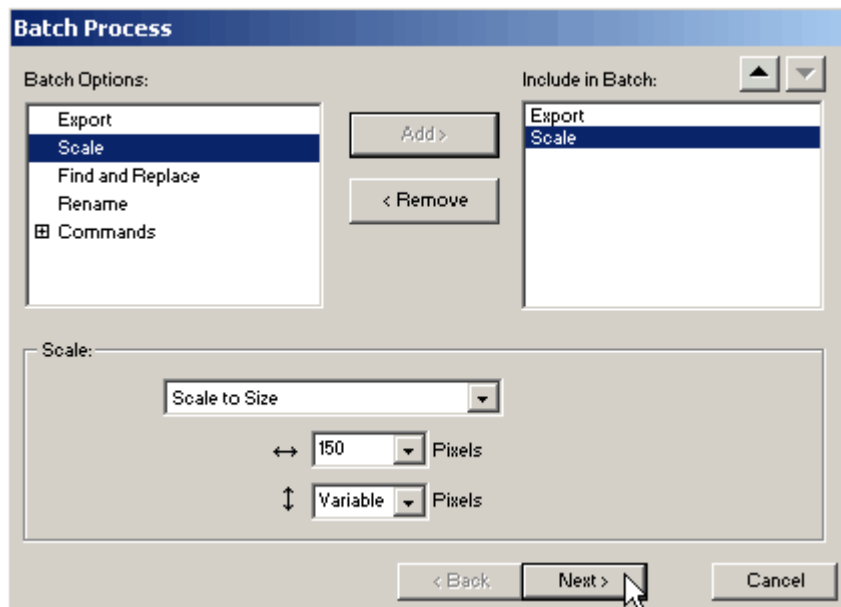 Batch Process
Batch Options:
Include in Batch:
Export
Scale
Find and Replace
Rename
Commands
Add >
< Remove
Export
Scale
Scale:
Scale to Size
150 Pixels
Variable Pixels
< Back
Next >
Cancel